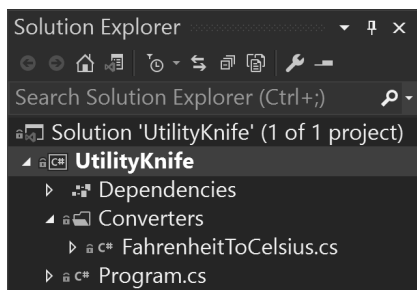 Solution Explorer
Search Solution Explorer (Ctrl+;)
Solution 'UtilityKnife' (1 of 1 project)
C# UtilityKnife
Dependencies
Converters
C# FahrenheitToCelsius.cs
C# Program.cs